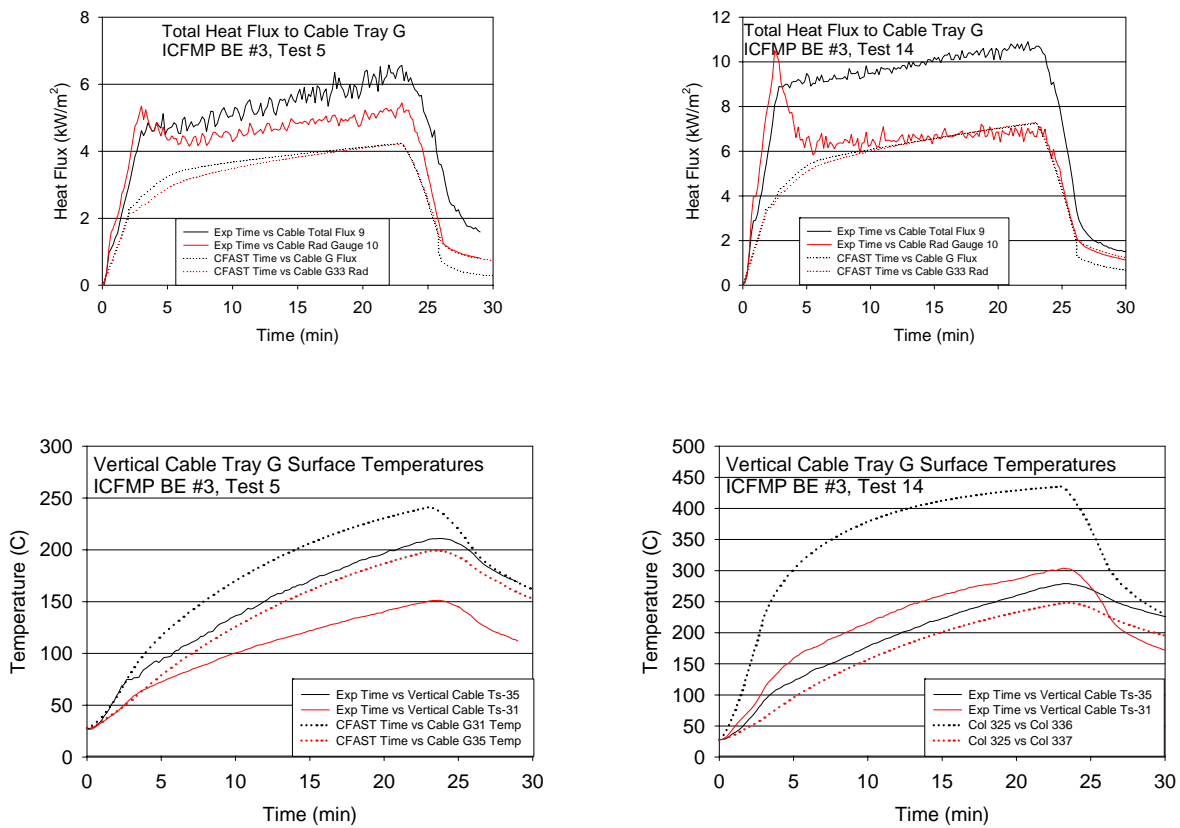 Total Heat Flux to Cable Tray G
ICFMP BE #3, Test 5
8
6
4
2
0
Heat Flux (kW/m²)
Exp Time vs Cable Total Flux 9
Exp Time vs Cable Rad Gauge 10
CFAST Time vs Cable G Flux
CFAST Time vs Cable G33 Rad
0 5 10 15 20 25 30
Time (min)
Total Heat Flux to Cable Tray G
ICFMP BE #3, Test 14
14
12
10
8
6
4
2
0
Heat Flux (kW/m²)
Exp Time vs Cable Total Flux 9
Exp Time vs Cable Rad Gauge 10
CFAST Time vs Cable G Flux
CFAST Time vs Cable G33 Rad
0 5 10 15 20 25 30
Time (min)
Vertical Cable Tray G Surface Temperatures
ICFMP BE #3, Test 5
300
250
200
150
100
50
0
Temperature (C)
Exp Time vs Vertical Cable Ts-35
Exp Time vs Vertical Cable Ts-31
CFAST Time vs Cable G31 Temp
CFAST Time vs Cable G35 Temp
0 5 10 15 20 25 30
Time (min)
Vertical Cable Tray G Surface Temperatures
ICFMP BE #3, Test 14
500
450
400
350
300
250
200
150
100
50
0
Temperature (C)
Exp Time vs Vertical Cable Ts-35
Exp Time vs Vertical Cable Ts-31
Col 325 vs Col 336
Col 325 vs Col 337
0 5 10 15 20 25 30
Time (min)